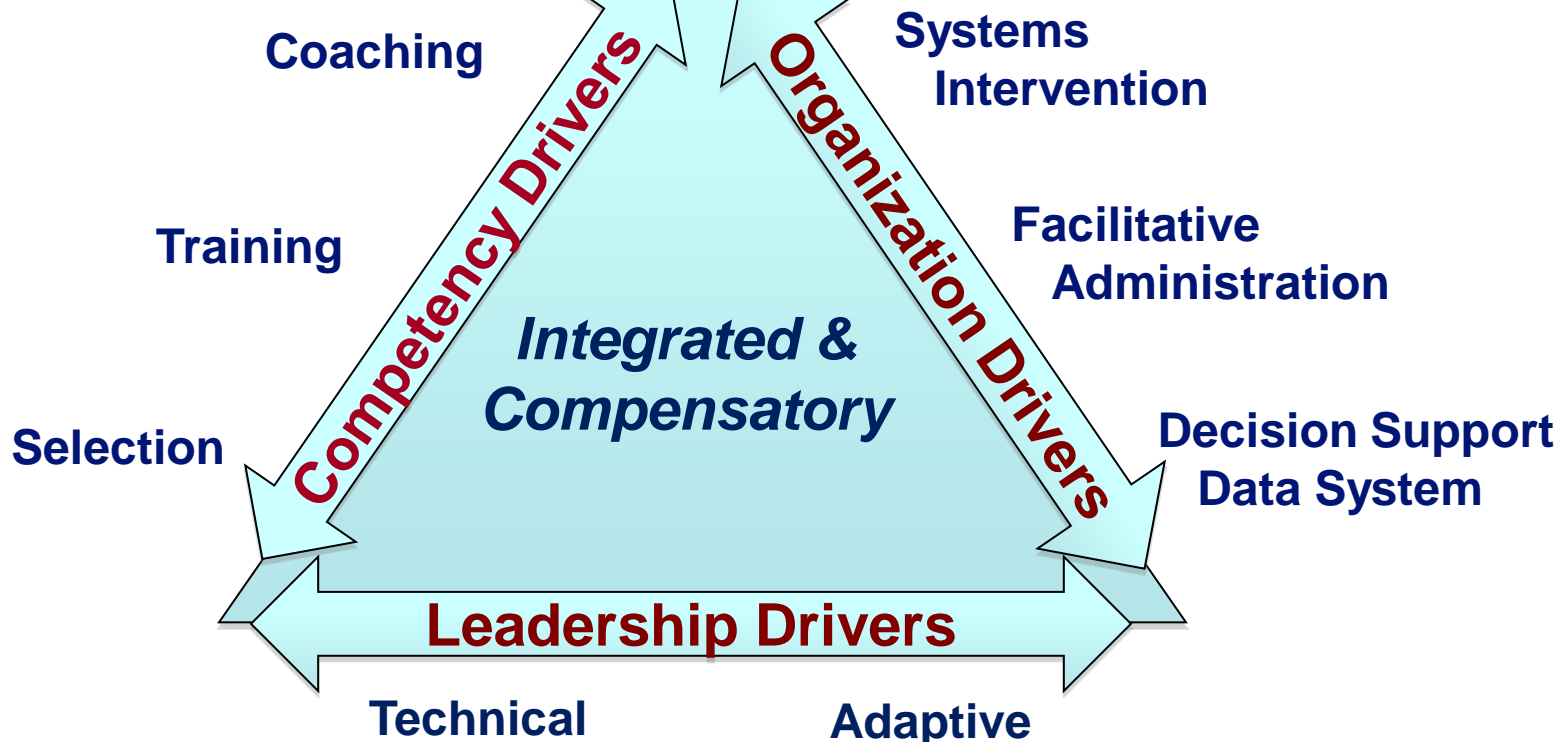 Coaching
Training
Selection
Competency Drivers
Systems
Intervention
Facilitative
Administration
Decision Support
Data System
Organization Drivers
Integrated &
Compensatory
Leadership Drivers
Technical
Adaptive